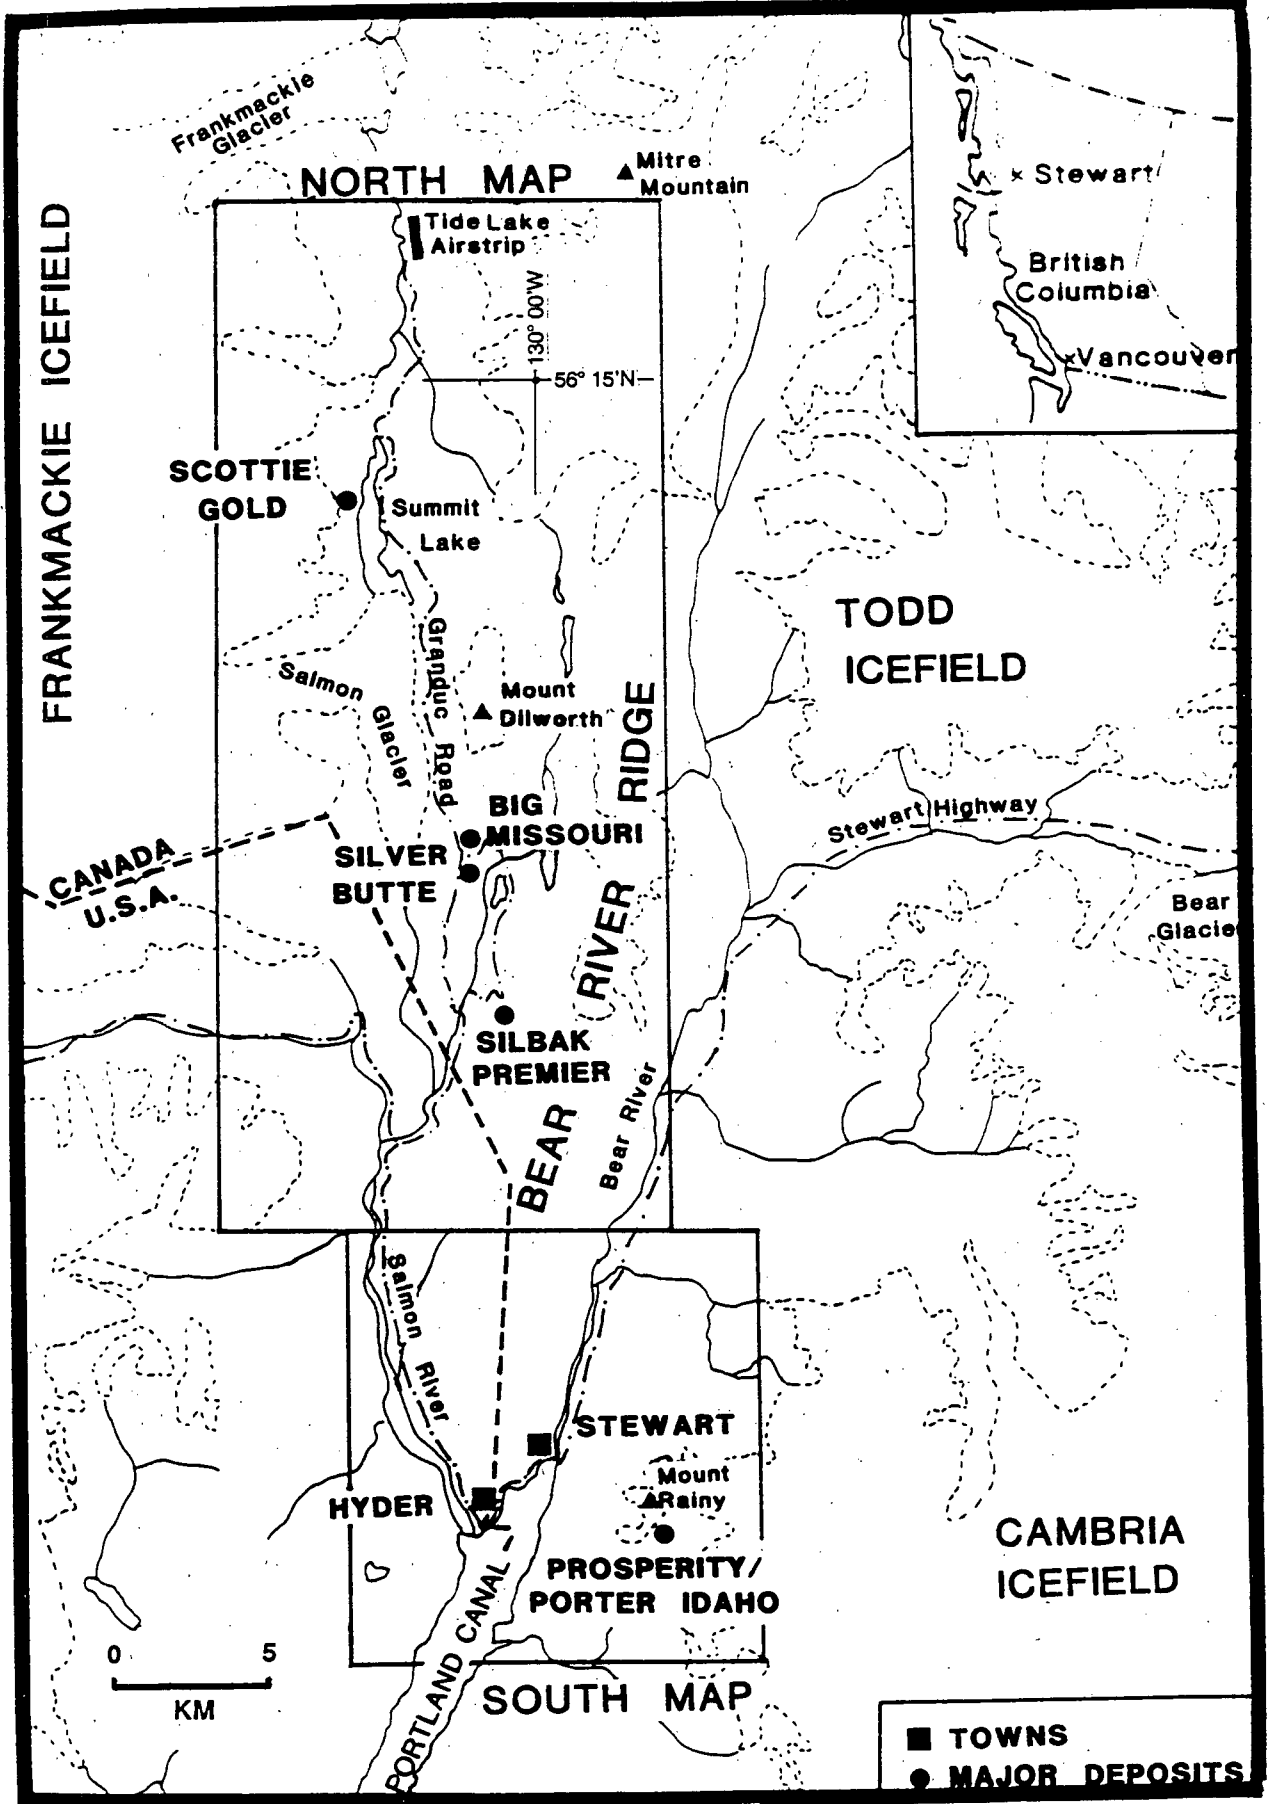 Frankmackie
Glacier
NORTH MAP
Mitre
Mountain
Stewart
British
Columbia
Vancouver
FRANKMACKIE ICEFIELD
Tide Lake
Airstrip
130° 00'W
56° 15'N
SCOTTIE
GOLD
Summit
Lake
Granduc Road
Salmon Glacier
Mount
Dilworth
TODD
ICEFIELD
BIG
MISSOURI
SILVER
BUTTE
CANADA
U.S.A.
Stewart Highway
Bear
Glacie
BEAR RIVER RIDGE
SILBAK
PREMIER
Bear River
Salmon River
STEWART
HYDER
Mount
Rainy
PROSPERITY/
PORTER IDAHO
CAMBRIA
ICEFIELD
PORTLAND CANAL
0 5
KM
SOUTH MAP
TOWNS
MAJOR DEPOSITS